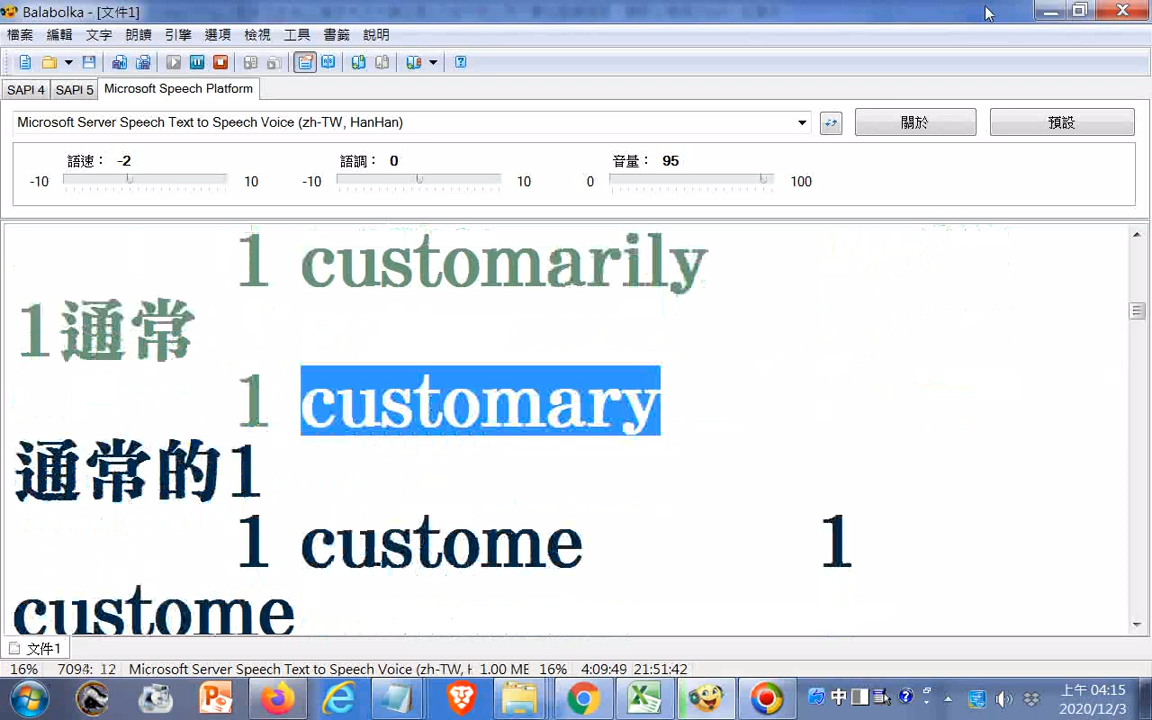 Balabolka - [文件1]
檔案 編輯 文字 朗讀 引擎 選項 檢視 工具 書籤 說明
SAPI 4 SAPI 5 Microsoft Speech Platform
Microsoft Server Speech Text to Speech Voice (zh-TW, HanHan) 關於 預設
語速： -2 語調： 0 音量： 95
-10 10 -10 10 0 100
1 customarily
1通常
1 customary
通常的1
1 custome 1
custome
文件1
16% 7094: 12 Microsoft Server Speech Text to Speech Voice (zh-TW, H 1.00 ME 16% 4:09:49 21:51:42
中 上午 04:15
2020/12/3